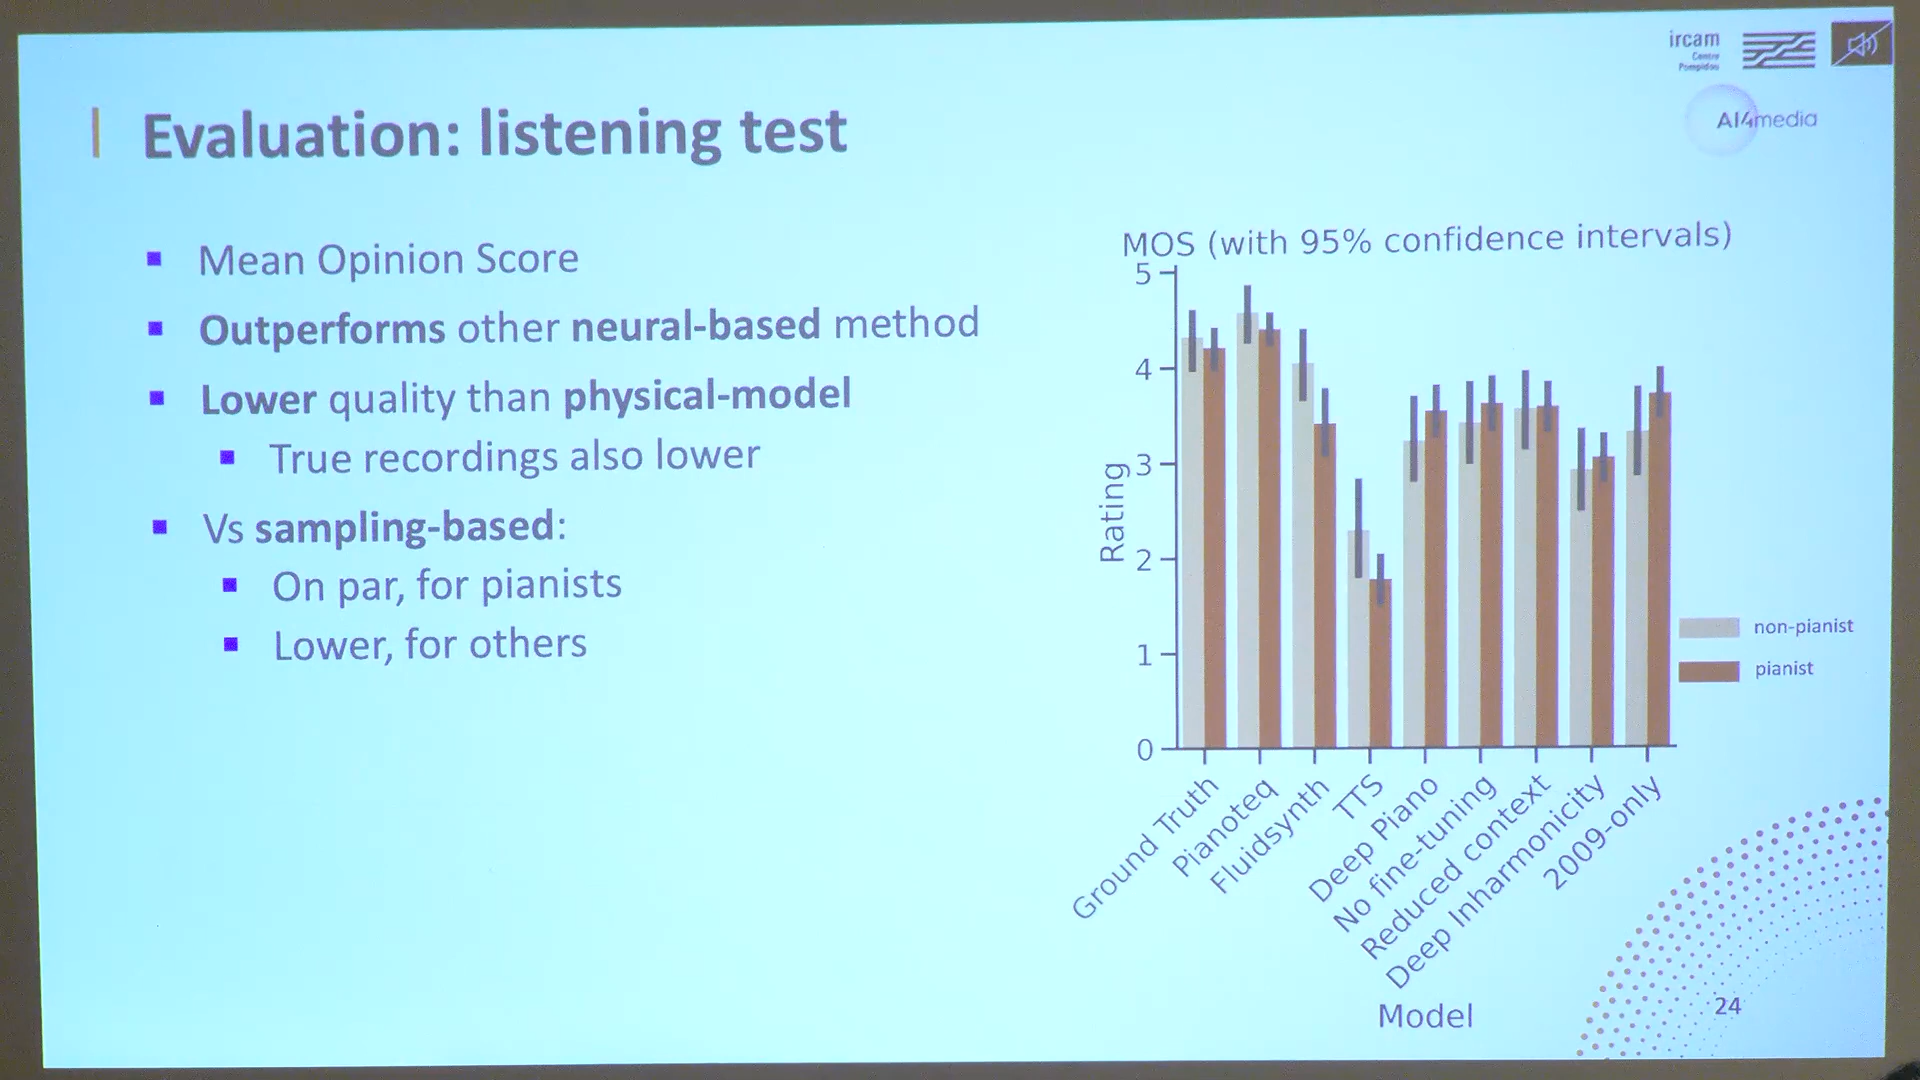 ircam
Centre
Pompidou
AI4media
Evaluation: listening test
Mean Opinion Score
Outperforms other neural-based method
Lower quality than physical-model
True recordings also lower
Vs sampling-based:
On par, for pianists
Lower, for others
MOS (with 95% confidence intervals)
Rating
5
4
3
2
1
0
non-pianist
pianist
Ground Truth
Pianoteq
Fluidsynth
TTS
Deep Piano
No fine-tuning
Reduced context
Deep Inharmonicity
2009-only
Model
24